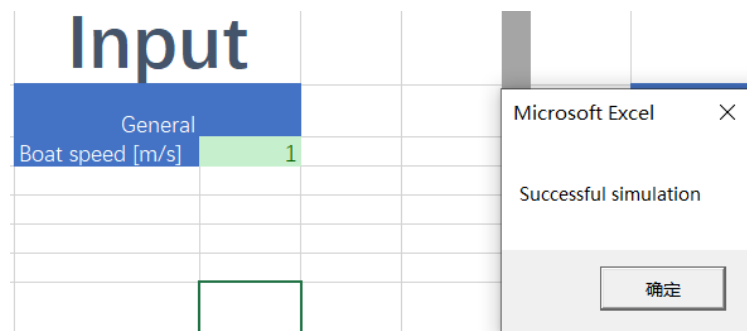 Input
General
Boat speed [m/s] 1
Microsoft Excel
Successful simulation
确定